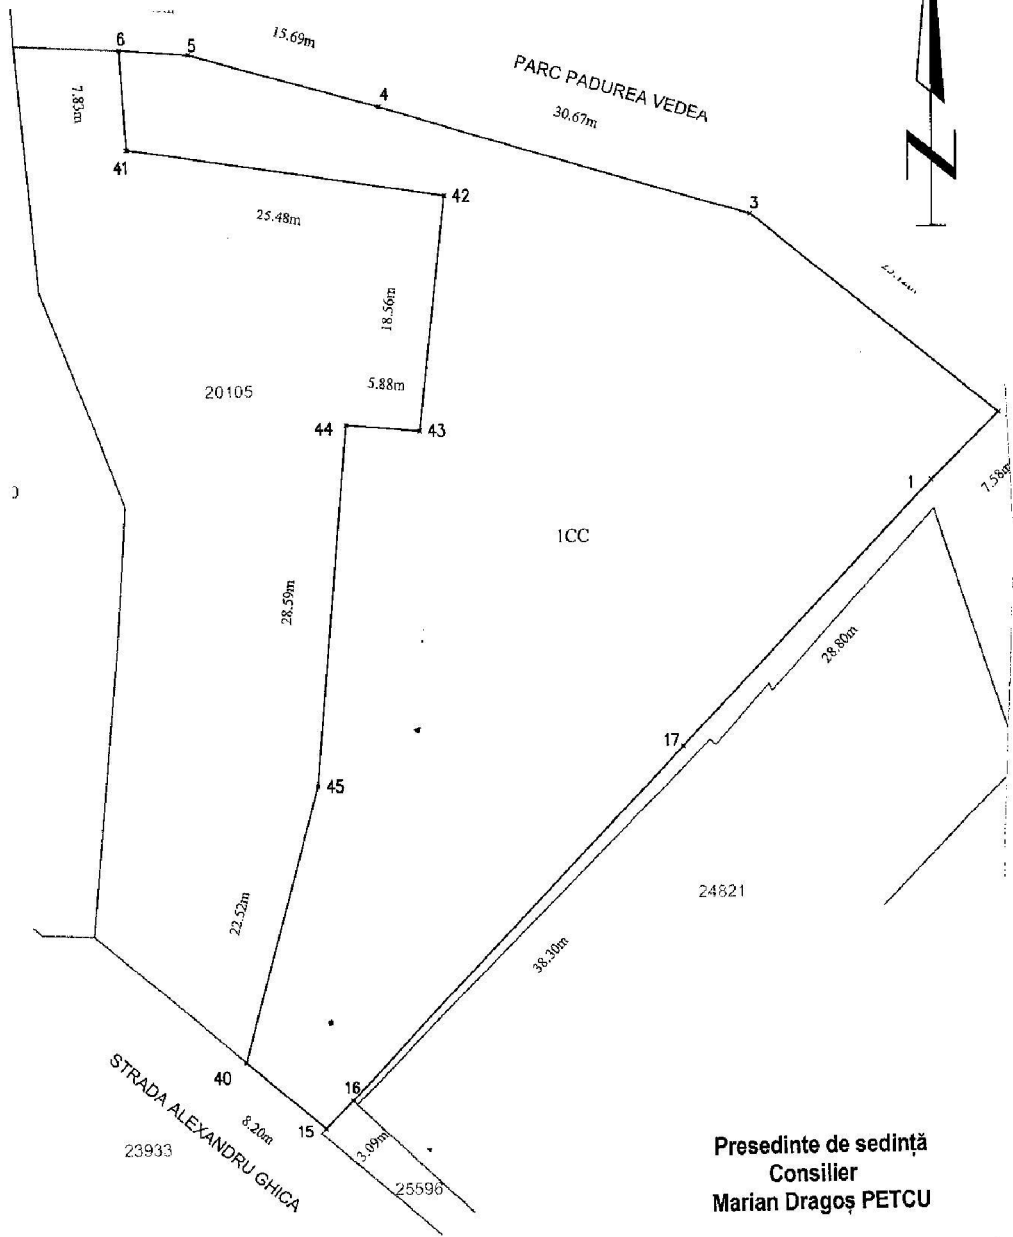 15.69m
6
5
PARC PADUREA VEDEA
4
30.67m
7.83m
41
42
3
25.48m
18.56m
20105
5.88m
44
43
1
7.58m
1CC
28.59m
28.80m
17
45
24821
22.52m
38.30m
40
16
STRADA ALEXANDRU GHICA
8.20m
15
3.09m
23933
25596
Presedinte de sedință
Consilier
Marian Dragoș PETCU